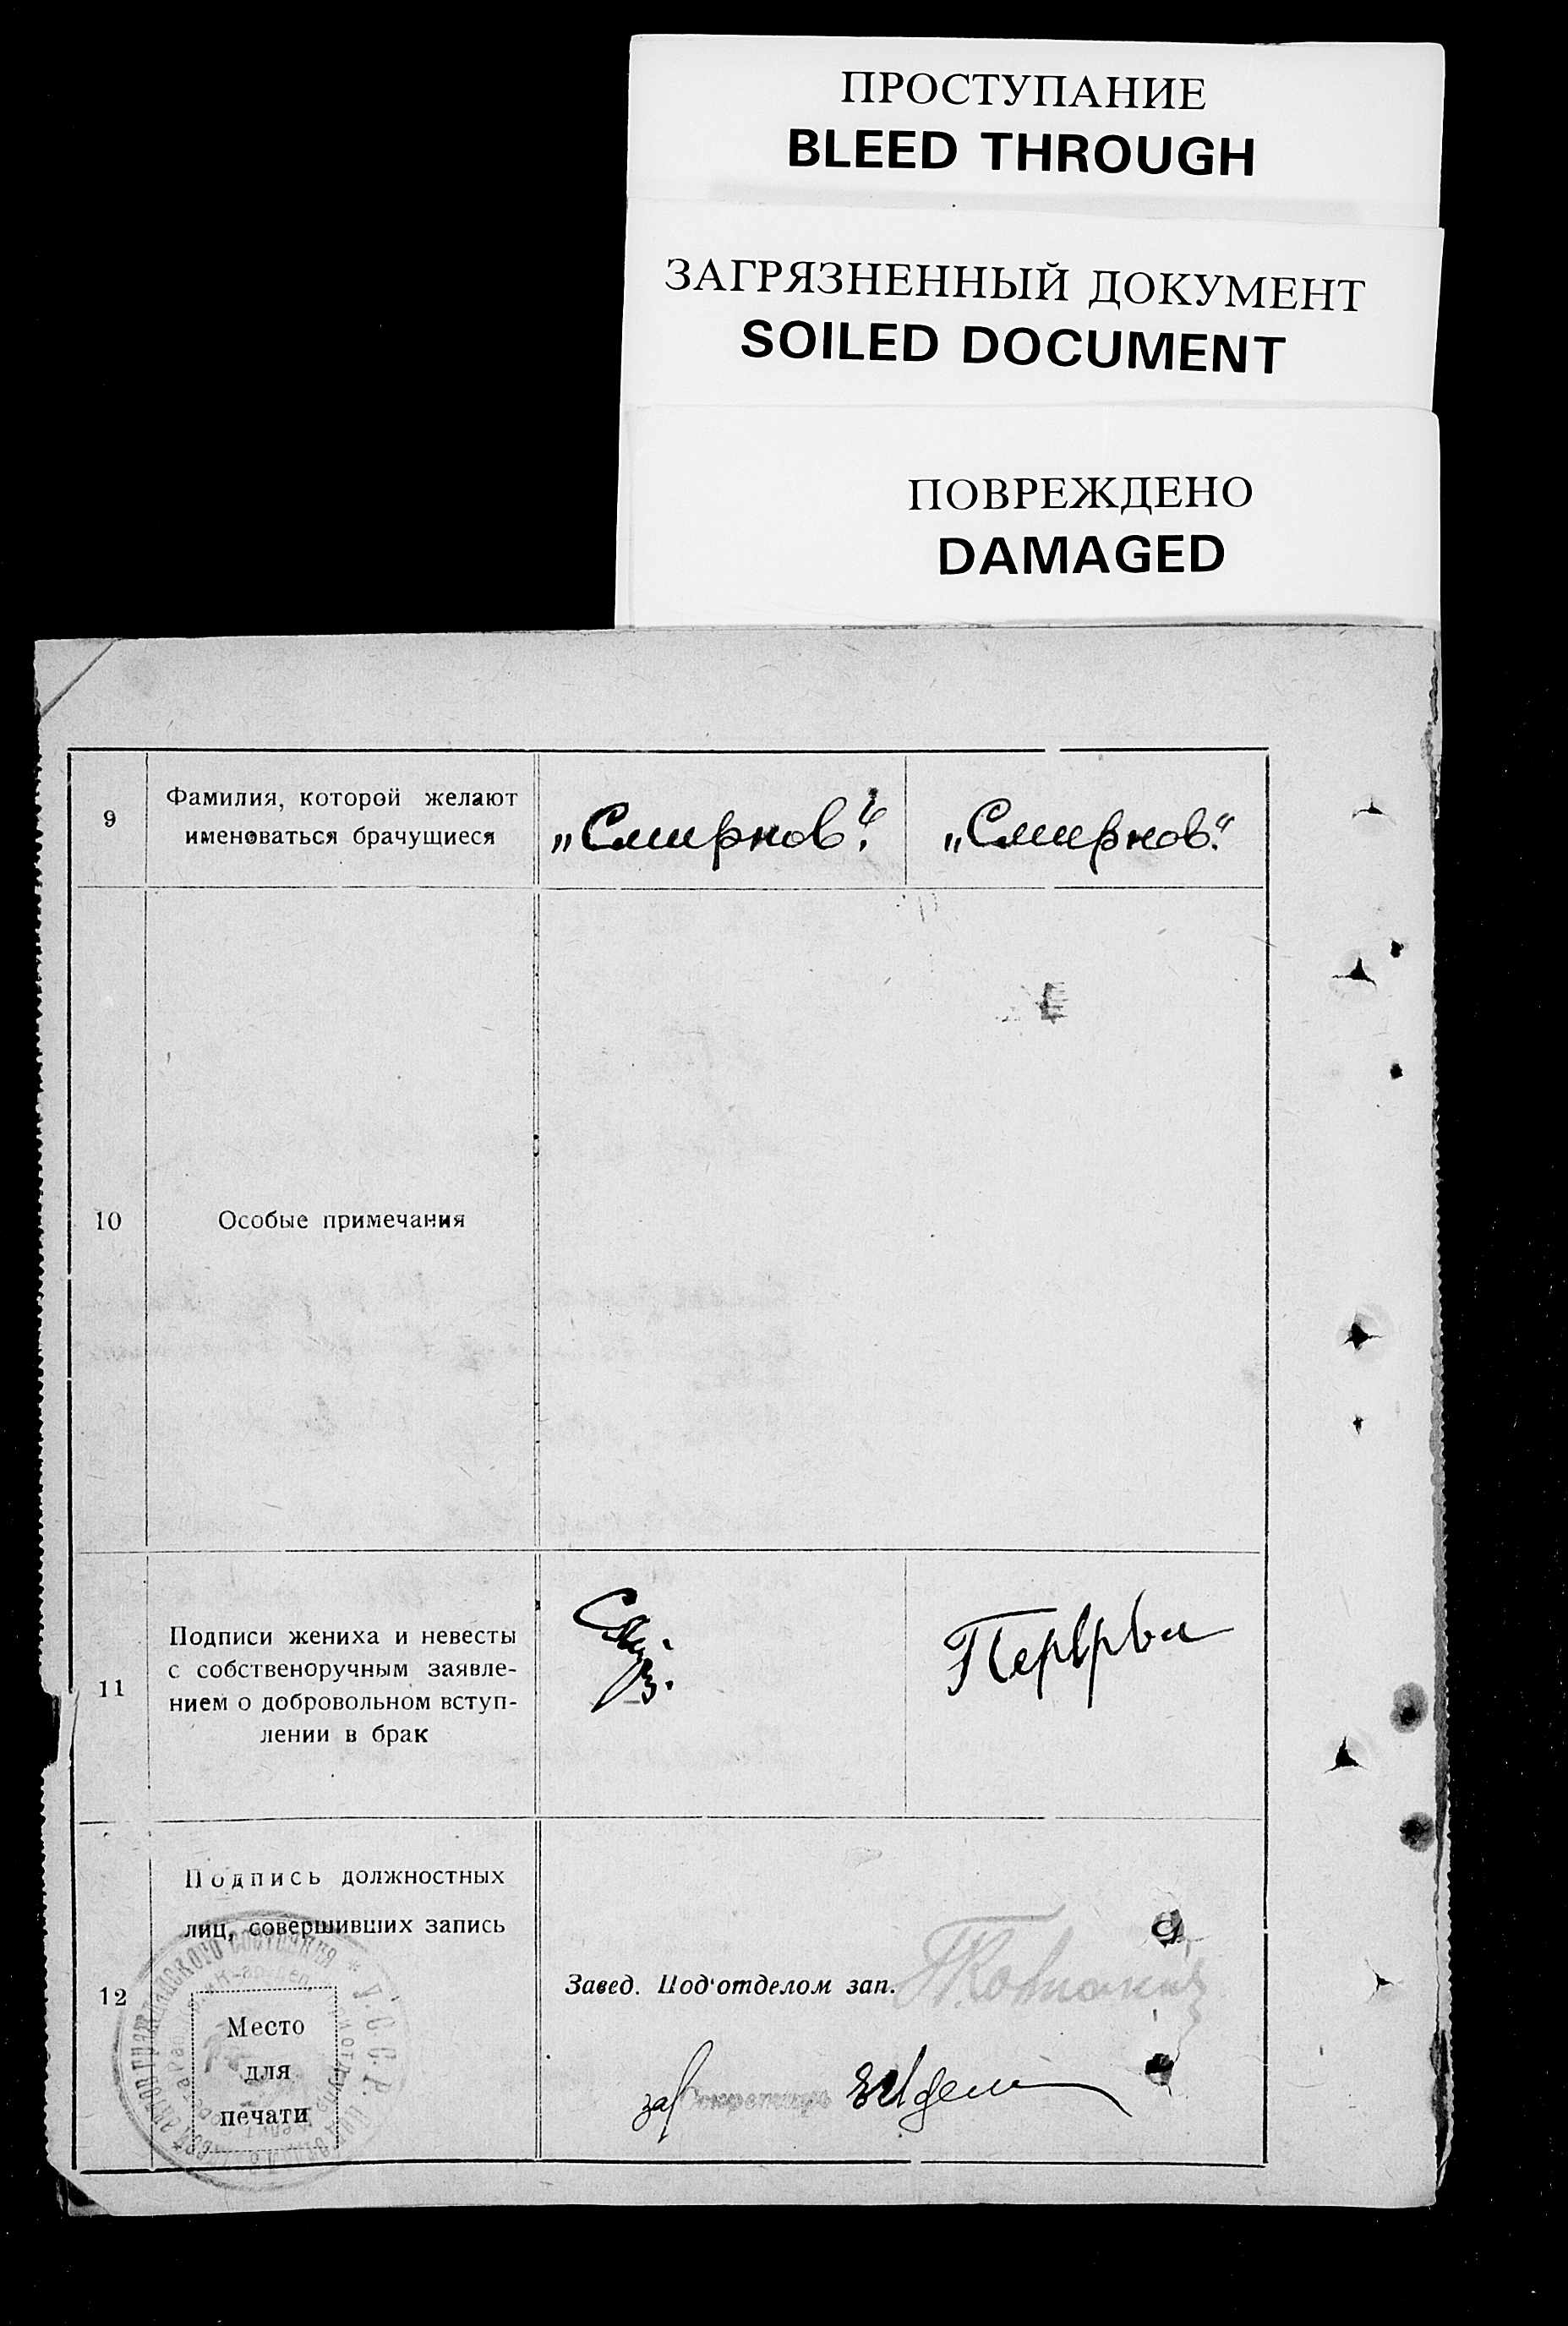 ПРОСТУПАНИЕ
BLEED THROUGH
ЗАГРЯЗНЕННЫЙ ДОКУМЕНТ
SOILED DOCUMENT
ПОВРЕЖДЕНО
DAMAGED
9
Фамилия, которой желают
именоваться брачущиеся
„Смирнов“.
„Смирнов“.
10
Особые примечания
11
Подписи жениха и невесты
с собственоручным заявле-
нием о добровольном вступ-
лении в брак
12
Подпись должностных
лиц, совершивших запись
Место
для
печати
Завед. Под'отделом зап.
за Секретарь